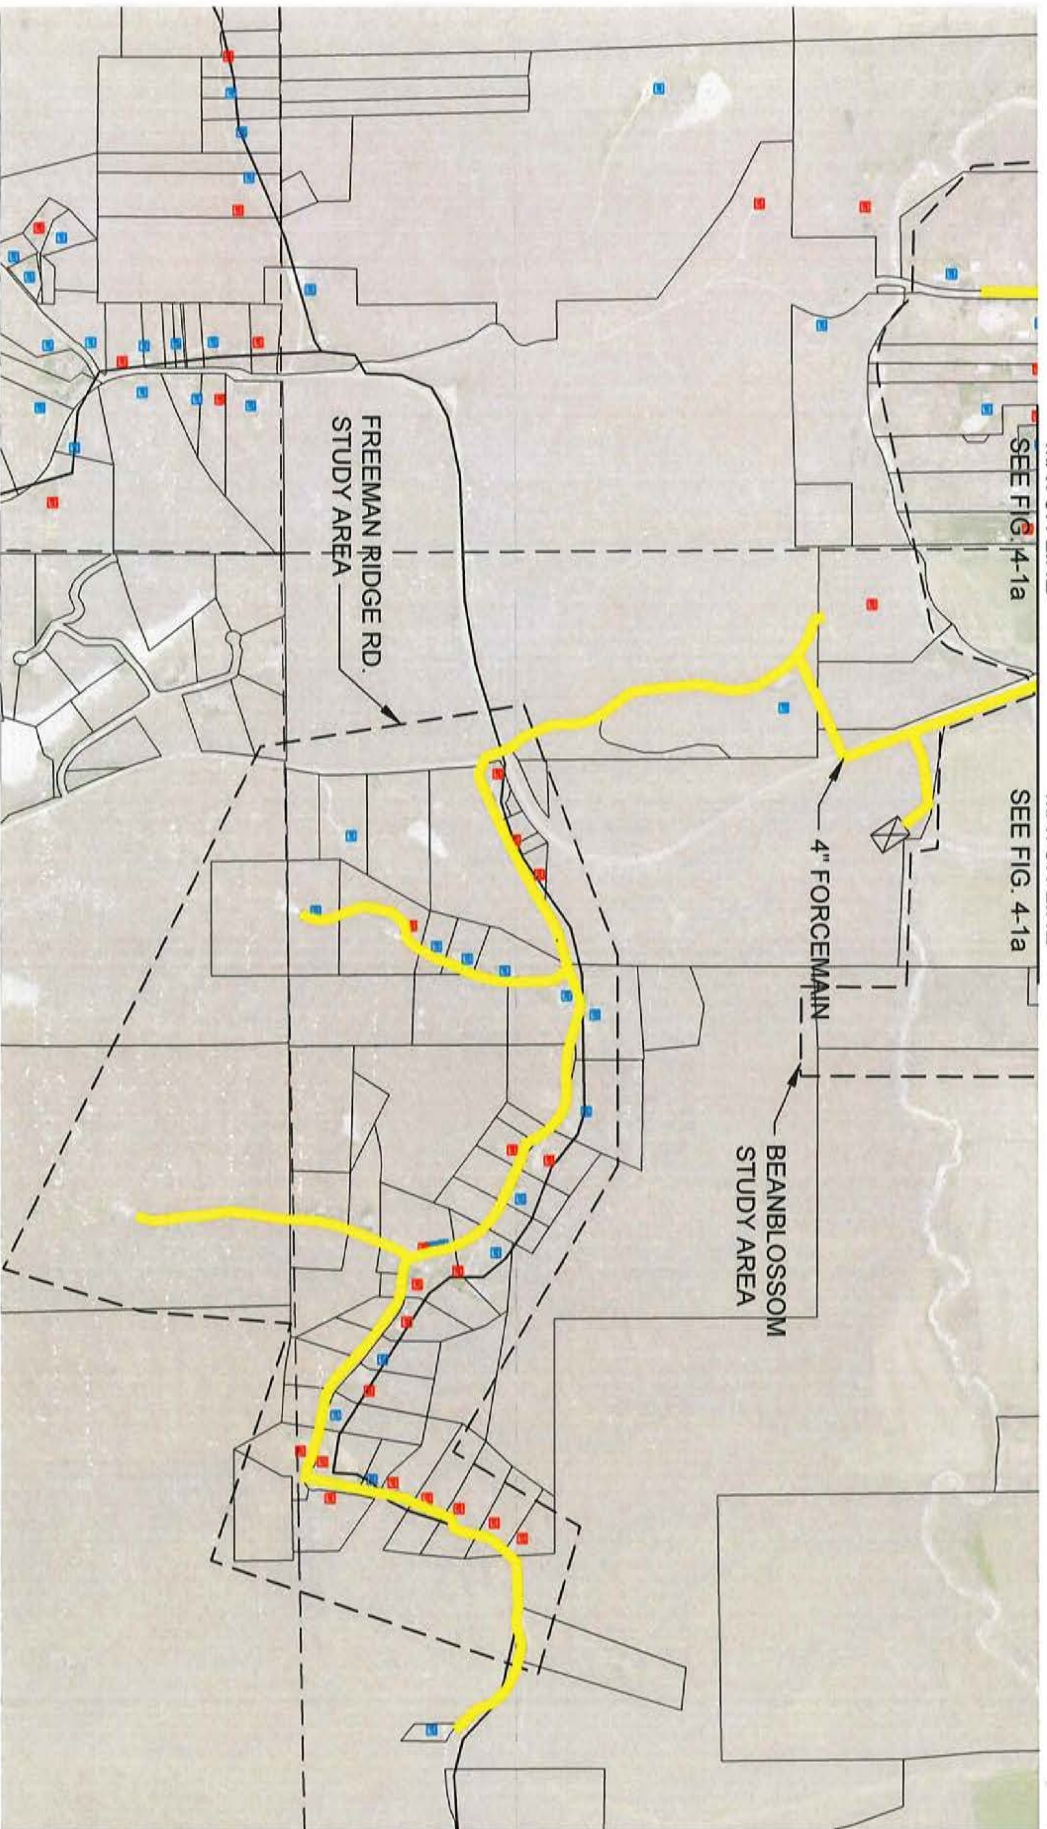 SEE FIG. 4-1a
SEE FIG. 4-1a
4" FORCEMAIN
BEANBLOSSOM
STUDY AREA
FREEMAN RIDGE RD.
STUDY AREA